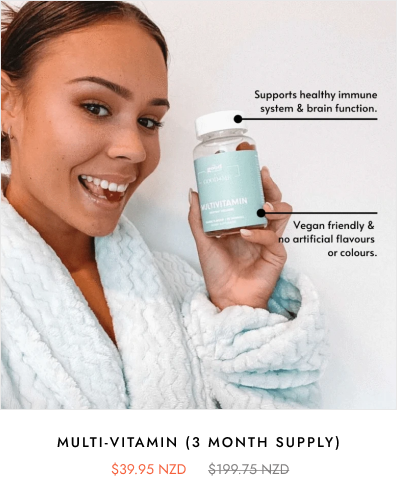 Supports healthy immune
system & brain function.
MULTIVITAMIN
Vegan friendly &
no artificial flavours
or colours.
MULTI-VITAMIN (3 MONTH SUPPLY)
$39.95 NZD $199.75 NZD